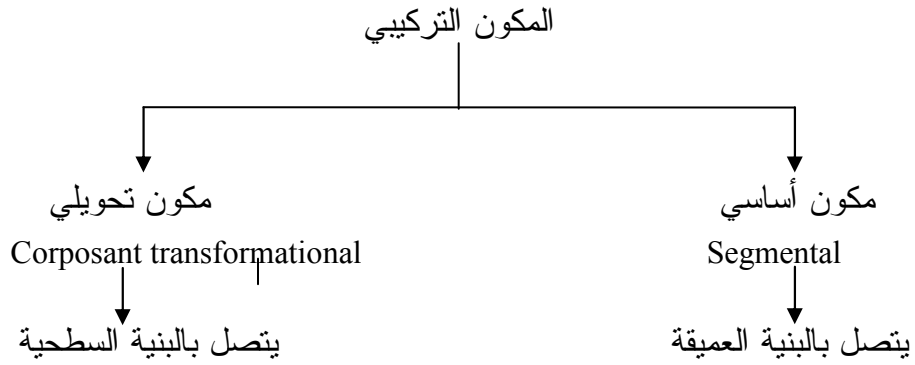 المكون التركيبي
مكون أساسي
Segmental
يتصل بالبنية العميقة
مكون تحويلي
Corposant transformational
يتصل بالبنية السطحية